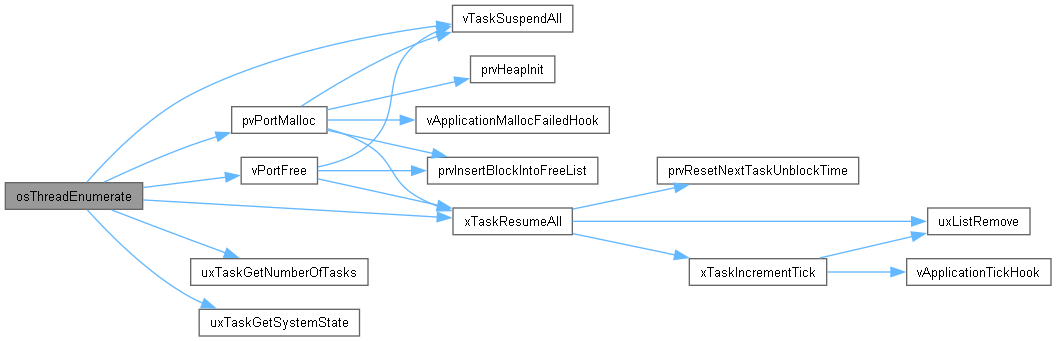 vTaskSuspendAll
prvHeapInit
pvPortMalloc
vApplicationMallocFailedHook
vPortFree
prvInsertBlockIntoFreeList
prvResetNextTaskUnblockTime
osThreadEnumerate
xTaskResumeAll
uxListRemove
uxTaskGetNumberOfTasks
xTaskIncrementTick
vApplicationTickHook
uxTaskGetSystemState